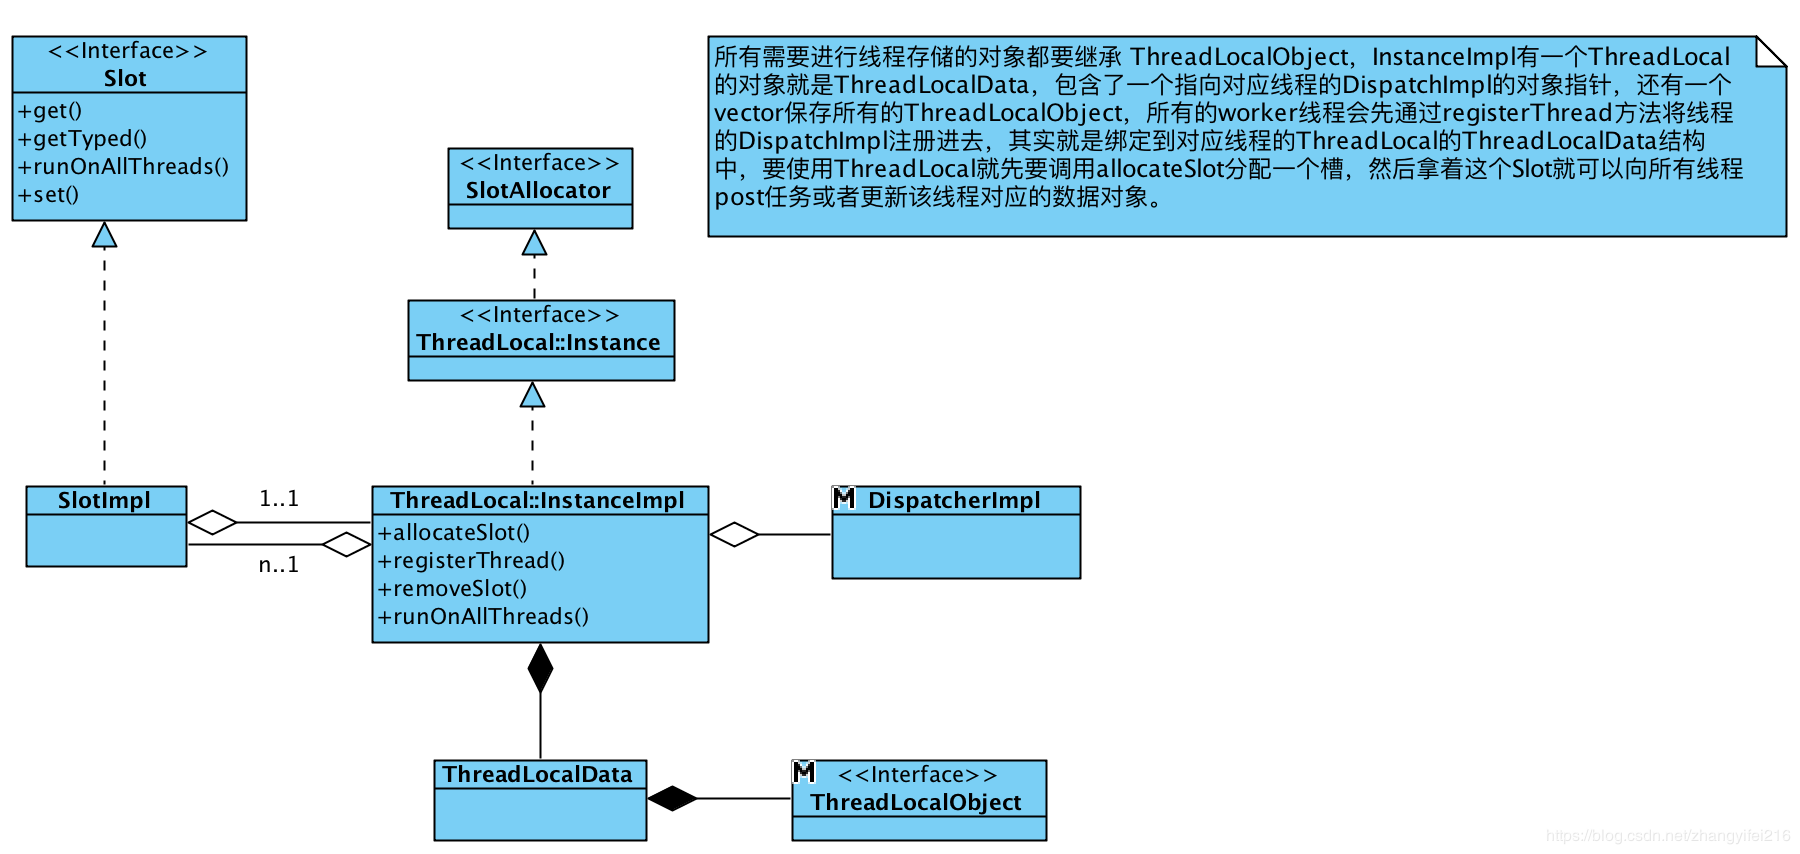 <<Interface>>
Slot
+get()
+getTyped()
+runOnAllThreads()
+set()
所有需要进行线程存储的对象都要继承 ThreadLocalObject，InstanceImpl有一个ThreadLocal
的对象就是ThreadLocalData，包含了一个指向对应线程的DispatchImpl的对象指针，还有一个
vector保存所有的ThreadLocalObject，所有的worker线程会先通过registerThread方法将线程
的DispatchImpl注册进去，其实就是绑定到对应线程的ThreadLocal的ThreadLocalData结构
中，要使用ThreadLocal就先要调用allocateSlot分配一个槽，然后拿着这个Slot就可以向所有线程
post任务或者更新该线程对应的数据对象。
<<Interface>>
SlotAllocator
<<Interface>>
ThreadLocal::Instance
SlotImpl
1..1
n..1
ThreadLocal::InstanceImpl
+allocateSlot()
+registerThread()
+removeSlot()
+runOnAllThreads()
M
DispatcherImpl
ThreadLocalData
M
<<Interface>>
ThreadLocalObject
https://blog.csdn.net/zhangyifei216